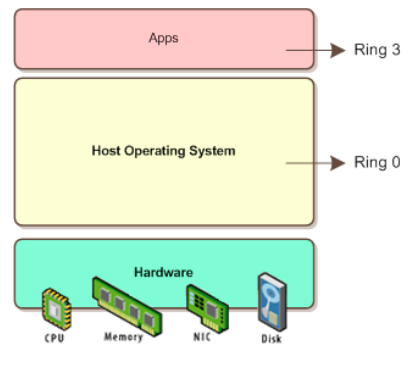 Apps
Ring 3
Host Operating System
Ring 0
Hardware
CPU
Memory
NIC
Disk